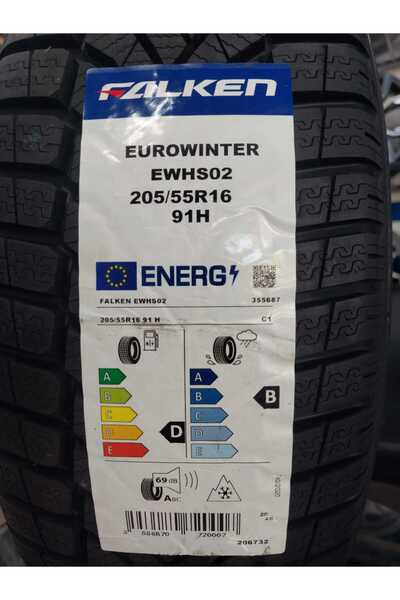 FALKEN
EUROWINTER
EWHS02
205/55R16
91H
ENERG
FALKEN EWHS02 355687
205/55R16 91 H C1
A A
B B B
C C
D D D
E E
69 dB
ABC
206732